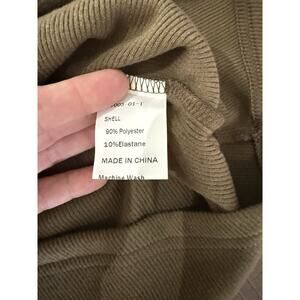 SHELL
90% Polyester
10%Elastane
MADE IN CHINA
Machine Wash